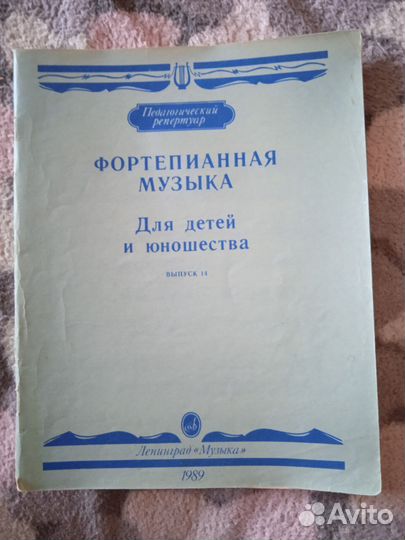 Педагогический
репертуар
ФОРТЕПИАННАЯ
МУЗЫКА
Для детей
и юношества
ВЫПУСК 14
Ленинград «Музыка»
1989
Avito